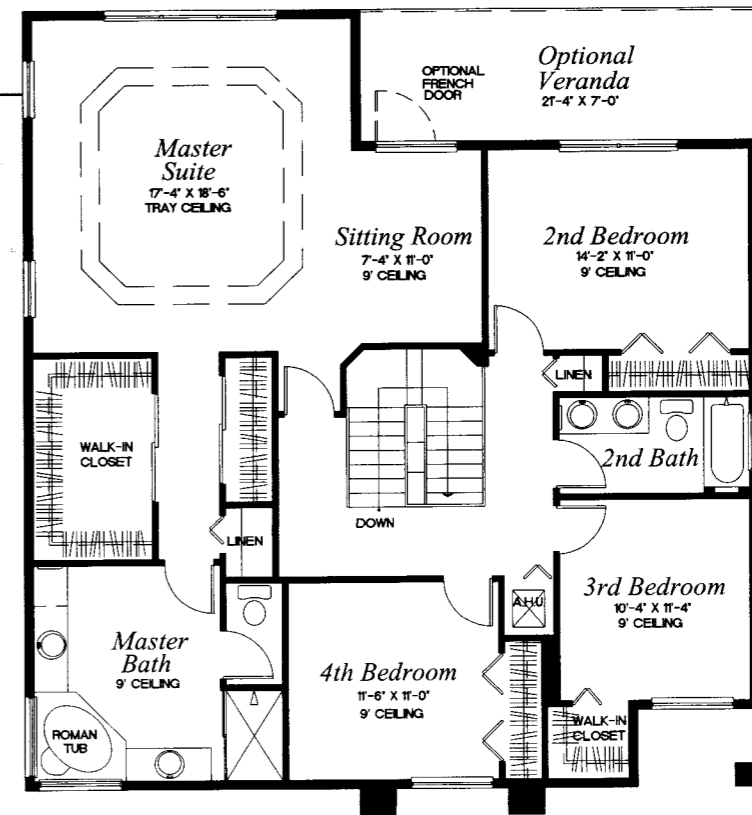 Optional
Veranda
21'-4" X 7'-0"
OPTIONAL
FRENCH
DOOR
Master
Suite
17'-4" X 18'-6"
TRAY CEILING
Sitting Room
7'-4" X 11'-0"
9' CEILING
2nd Bedroom
14'-2" X 11'-0"
9' CEILING
LINEN
WALK-IN
CLOSET
2nd Bath
DOWN
LINEN
3rd Bedroom
10'-4" X 11'-4"
9' CEILING
A.H.U
Master
Bath
9' CEILING
4th Bedroom
11'-6" X 11'-0"
9' CEILING
ROMAN
TUB
WALK-IN
CLOSET